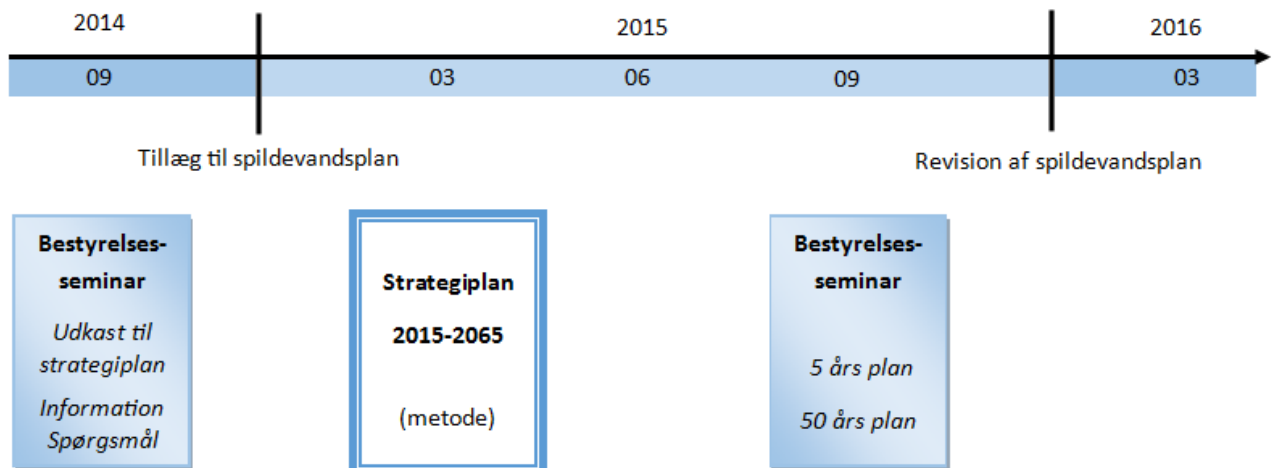 2014 2015 2016
09 03 06 09 03
Tillæg til spildevandsplan
Revision af spildevandsplan
Bestyrelses-
seminar
Udkast til
strategiplan
Information
Spørgsmål
Strategiplan
2015-2065
(metode)
Bestyrelses-
seminar
5 års plan
50 års plan